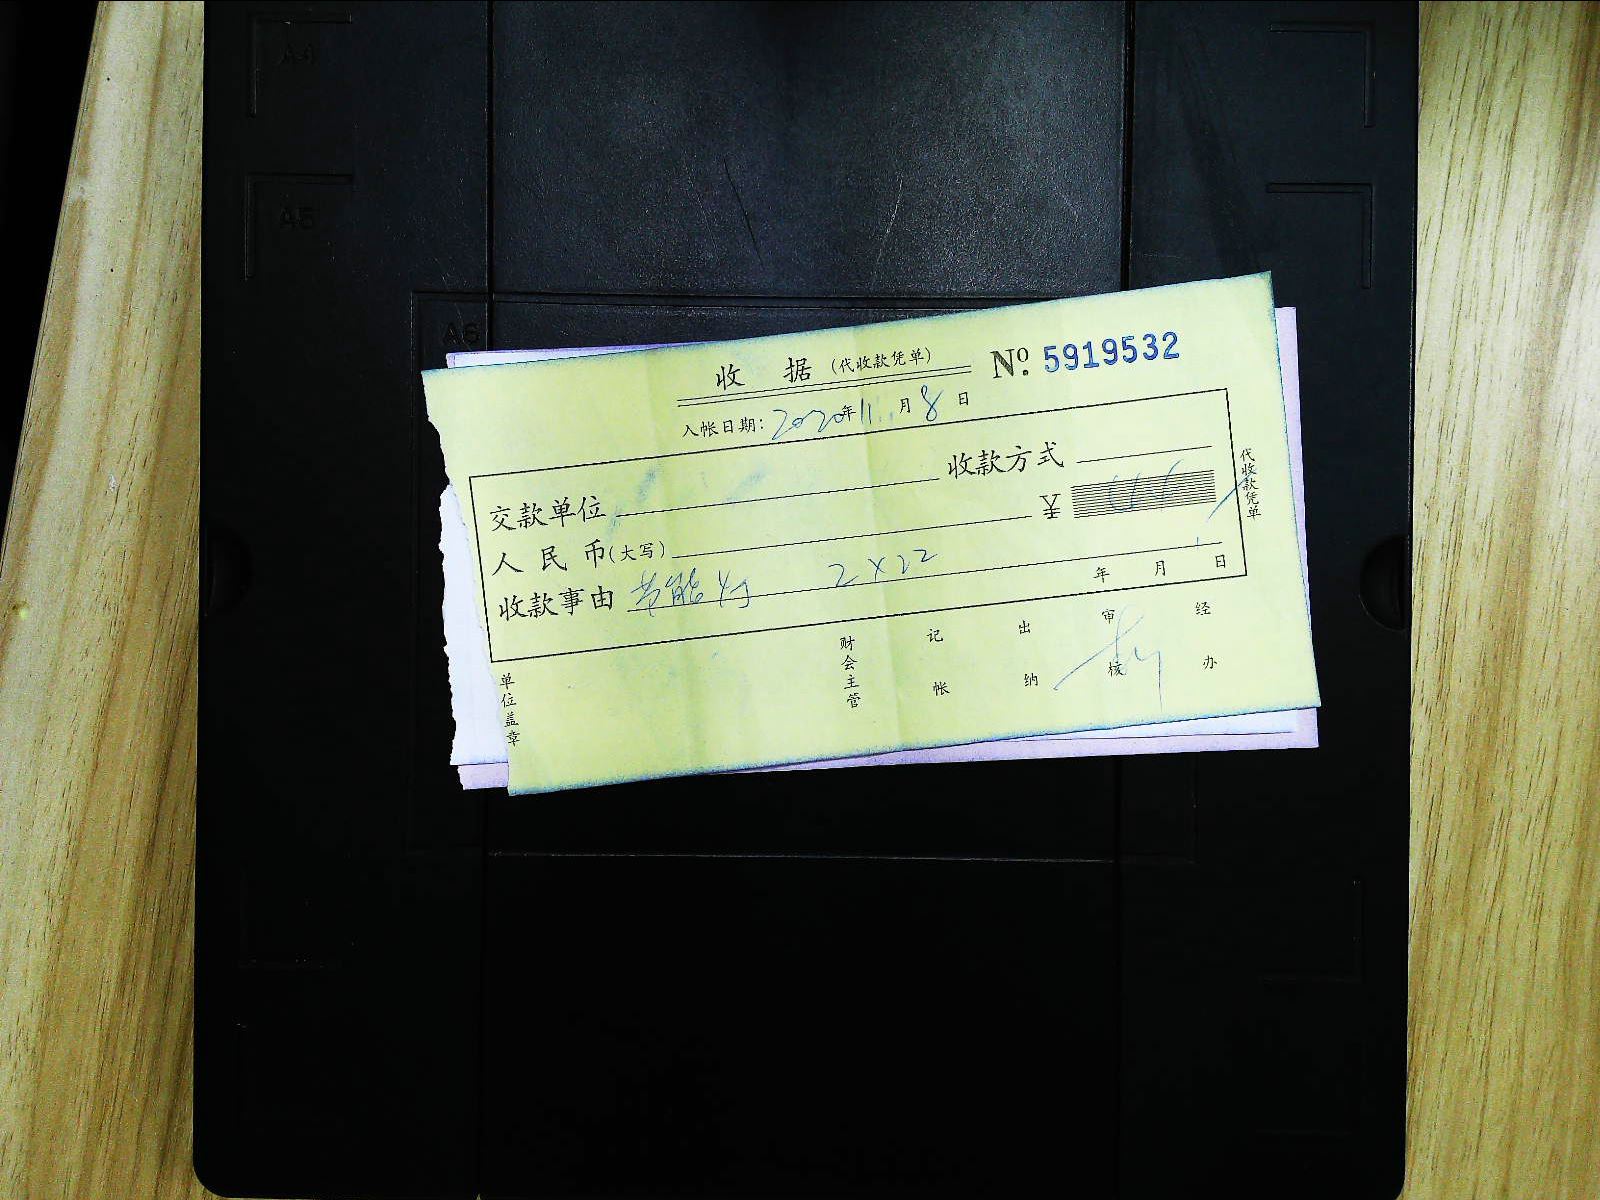 A4
A5
A6
收 据 (代收款凭单) Nº. 5919532
入帐日期: 2020年11月8日
交款单位 收款方式
人民币(大写) ¥
收款事由 节能灯 2×22
年 月 日
代收款凭单
单位盖章
财会主管
记帐
出纳
审核
经办